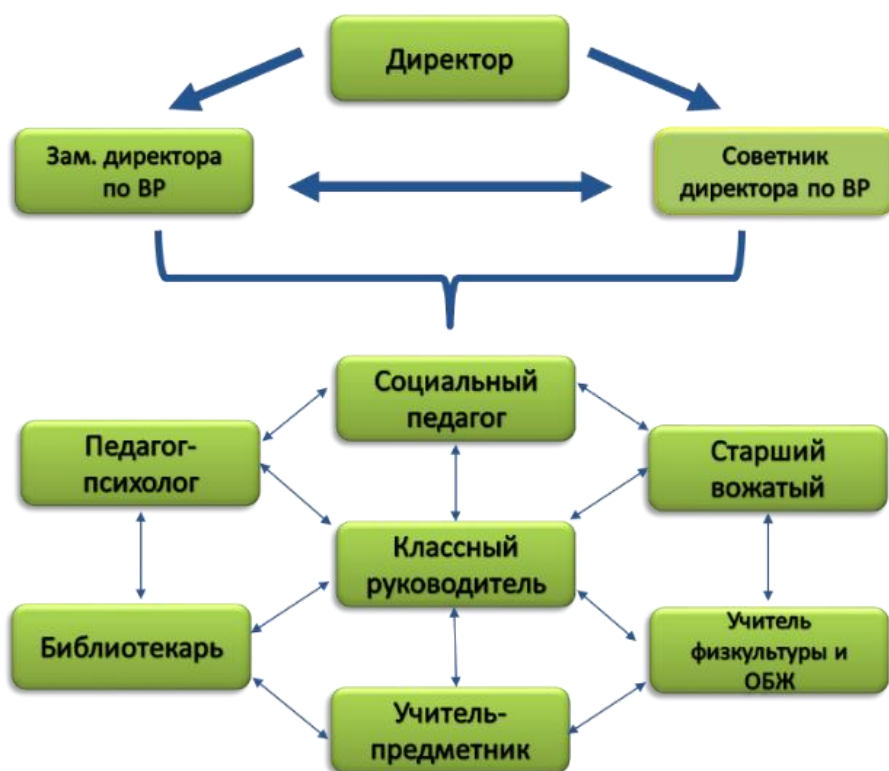 Директор
Зам. директора
по ВР
Советник
директора по ВР
Социальный
педагог
Педагог-
психолог
Старший
вожатый
Классный
руководитель
Библиотекарь
Учитель
физкультуры и
ОБЖ
Учитель-
предметник